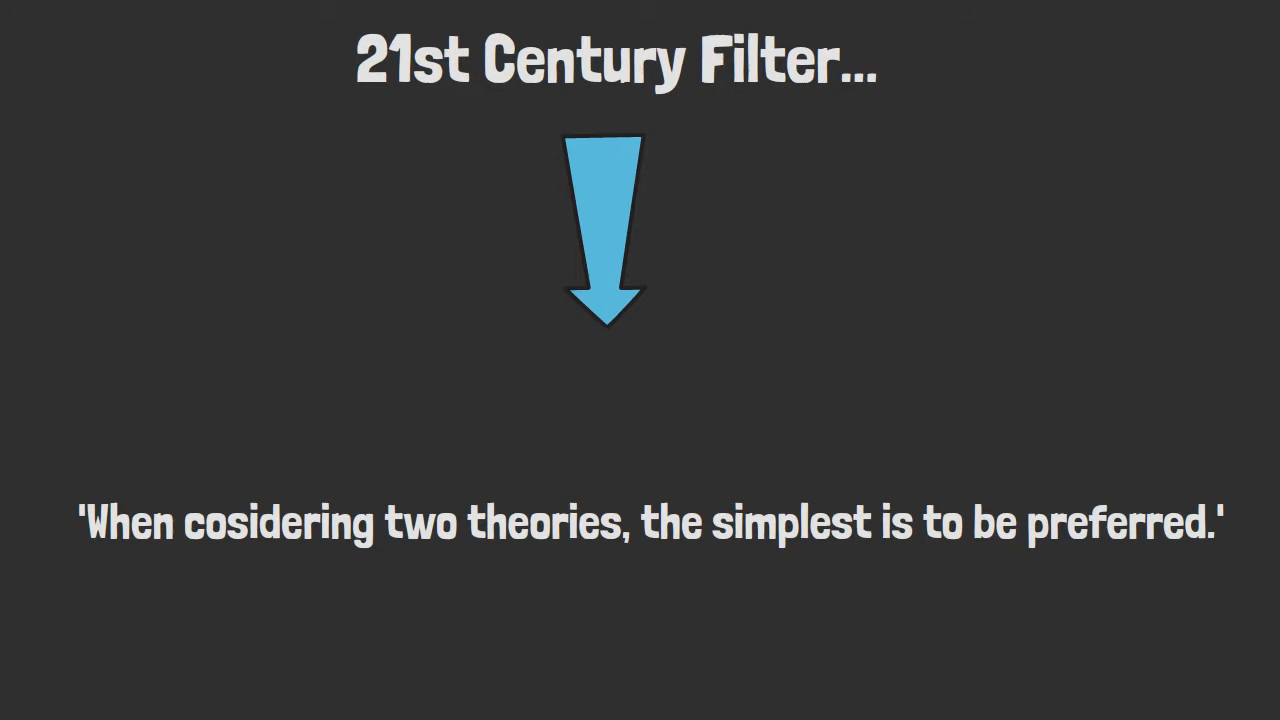 21st Century Filter...
'When cosidering two theories, the simplest is to be preferred.'